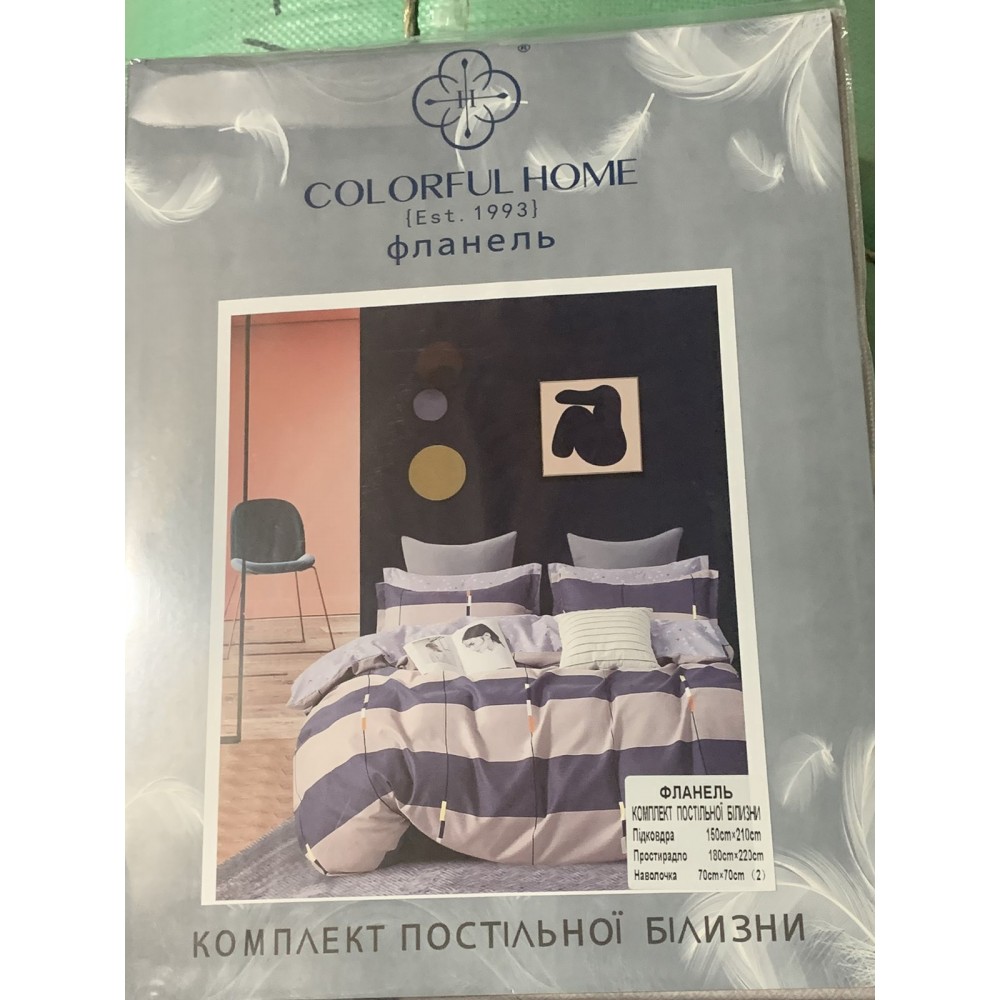 H
®
COLORFUL HOME
{Est. 1993}
фланель
ФЛАНЕЛЬ
КОМПЛЕКТ ПОСТІЛЬНОЇ БІЛИЗНИ
Підковдра 150cm×210cm
Простирадло 180cm×220cm
Наволочка 70cm×70cm (2)
КОМПЛЕКТ ПОСТІЛЬНОЇ БІЛИЗНИ